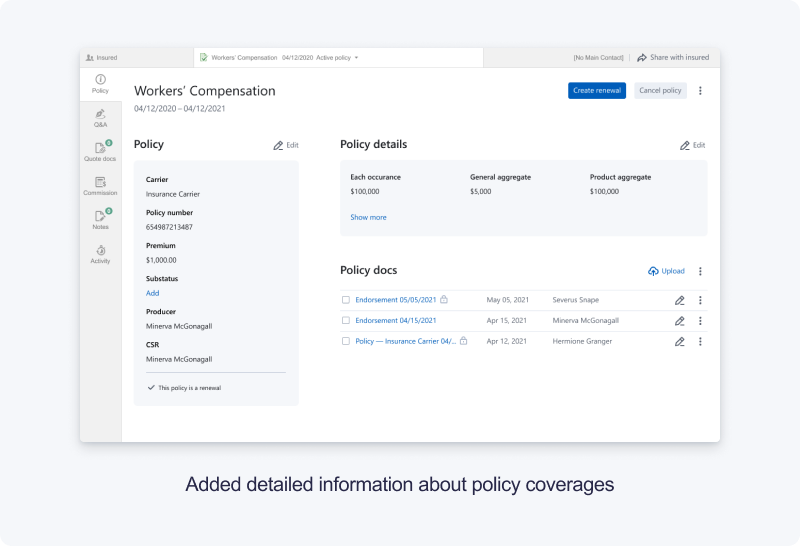 Insured
Workers' Compensation 04/12/2020 Active policy
[No Main Contact]
Share with insured
Policy
Q&A
Quote docs
Commission
Notes
Activity
Workers' Compensation
04/12/2020 – 04/12/2021
Create renewal
Cancel policy
Policy
Edit
Carrier
Insurance Carrier
Policy number
654987213487
Premium
$1,000.00
Substatus
Add
Producer
Minerva McGonagall
CSR
Minerva McGonagall
This policy is a renewal
Policy details
Edit
Each occurance
General aggregate
Product aggregate
$100,000
$5,000
$100,000
Show more
Policy docs
Upload
Endorsement 05/05/2021 May 05, 2021 Severus Snape
Endorsement 04/15/2021 Apr 15, 2021 Minerva McGonagall
Policy — Insurance Carrier 04/... Apr 12, 2021 Hermione Granger
Added detailed information about policy coverages